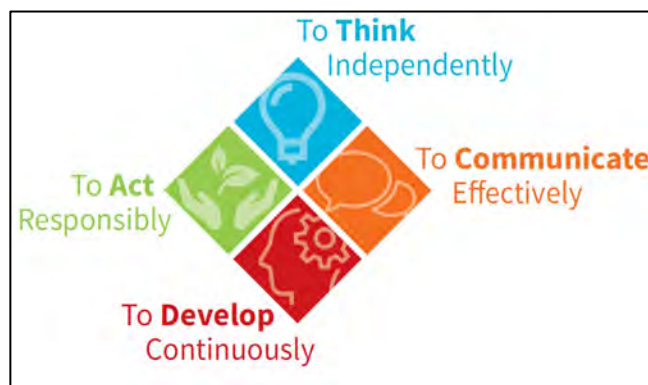 To Think
Independently
To Communicate
Effectively
To Act
Responsibly
To Develop
Continuously